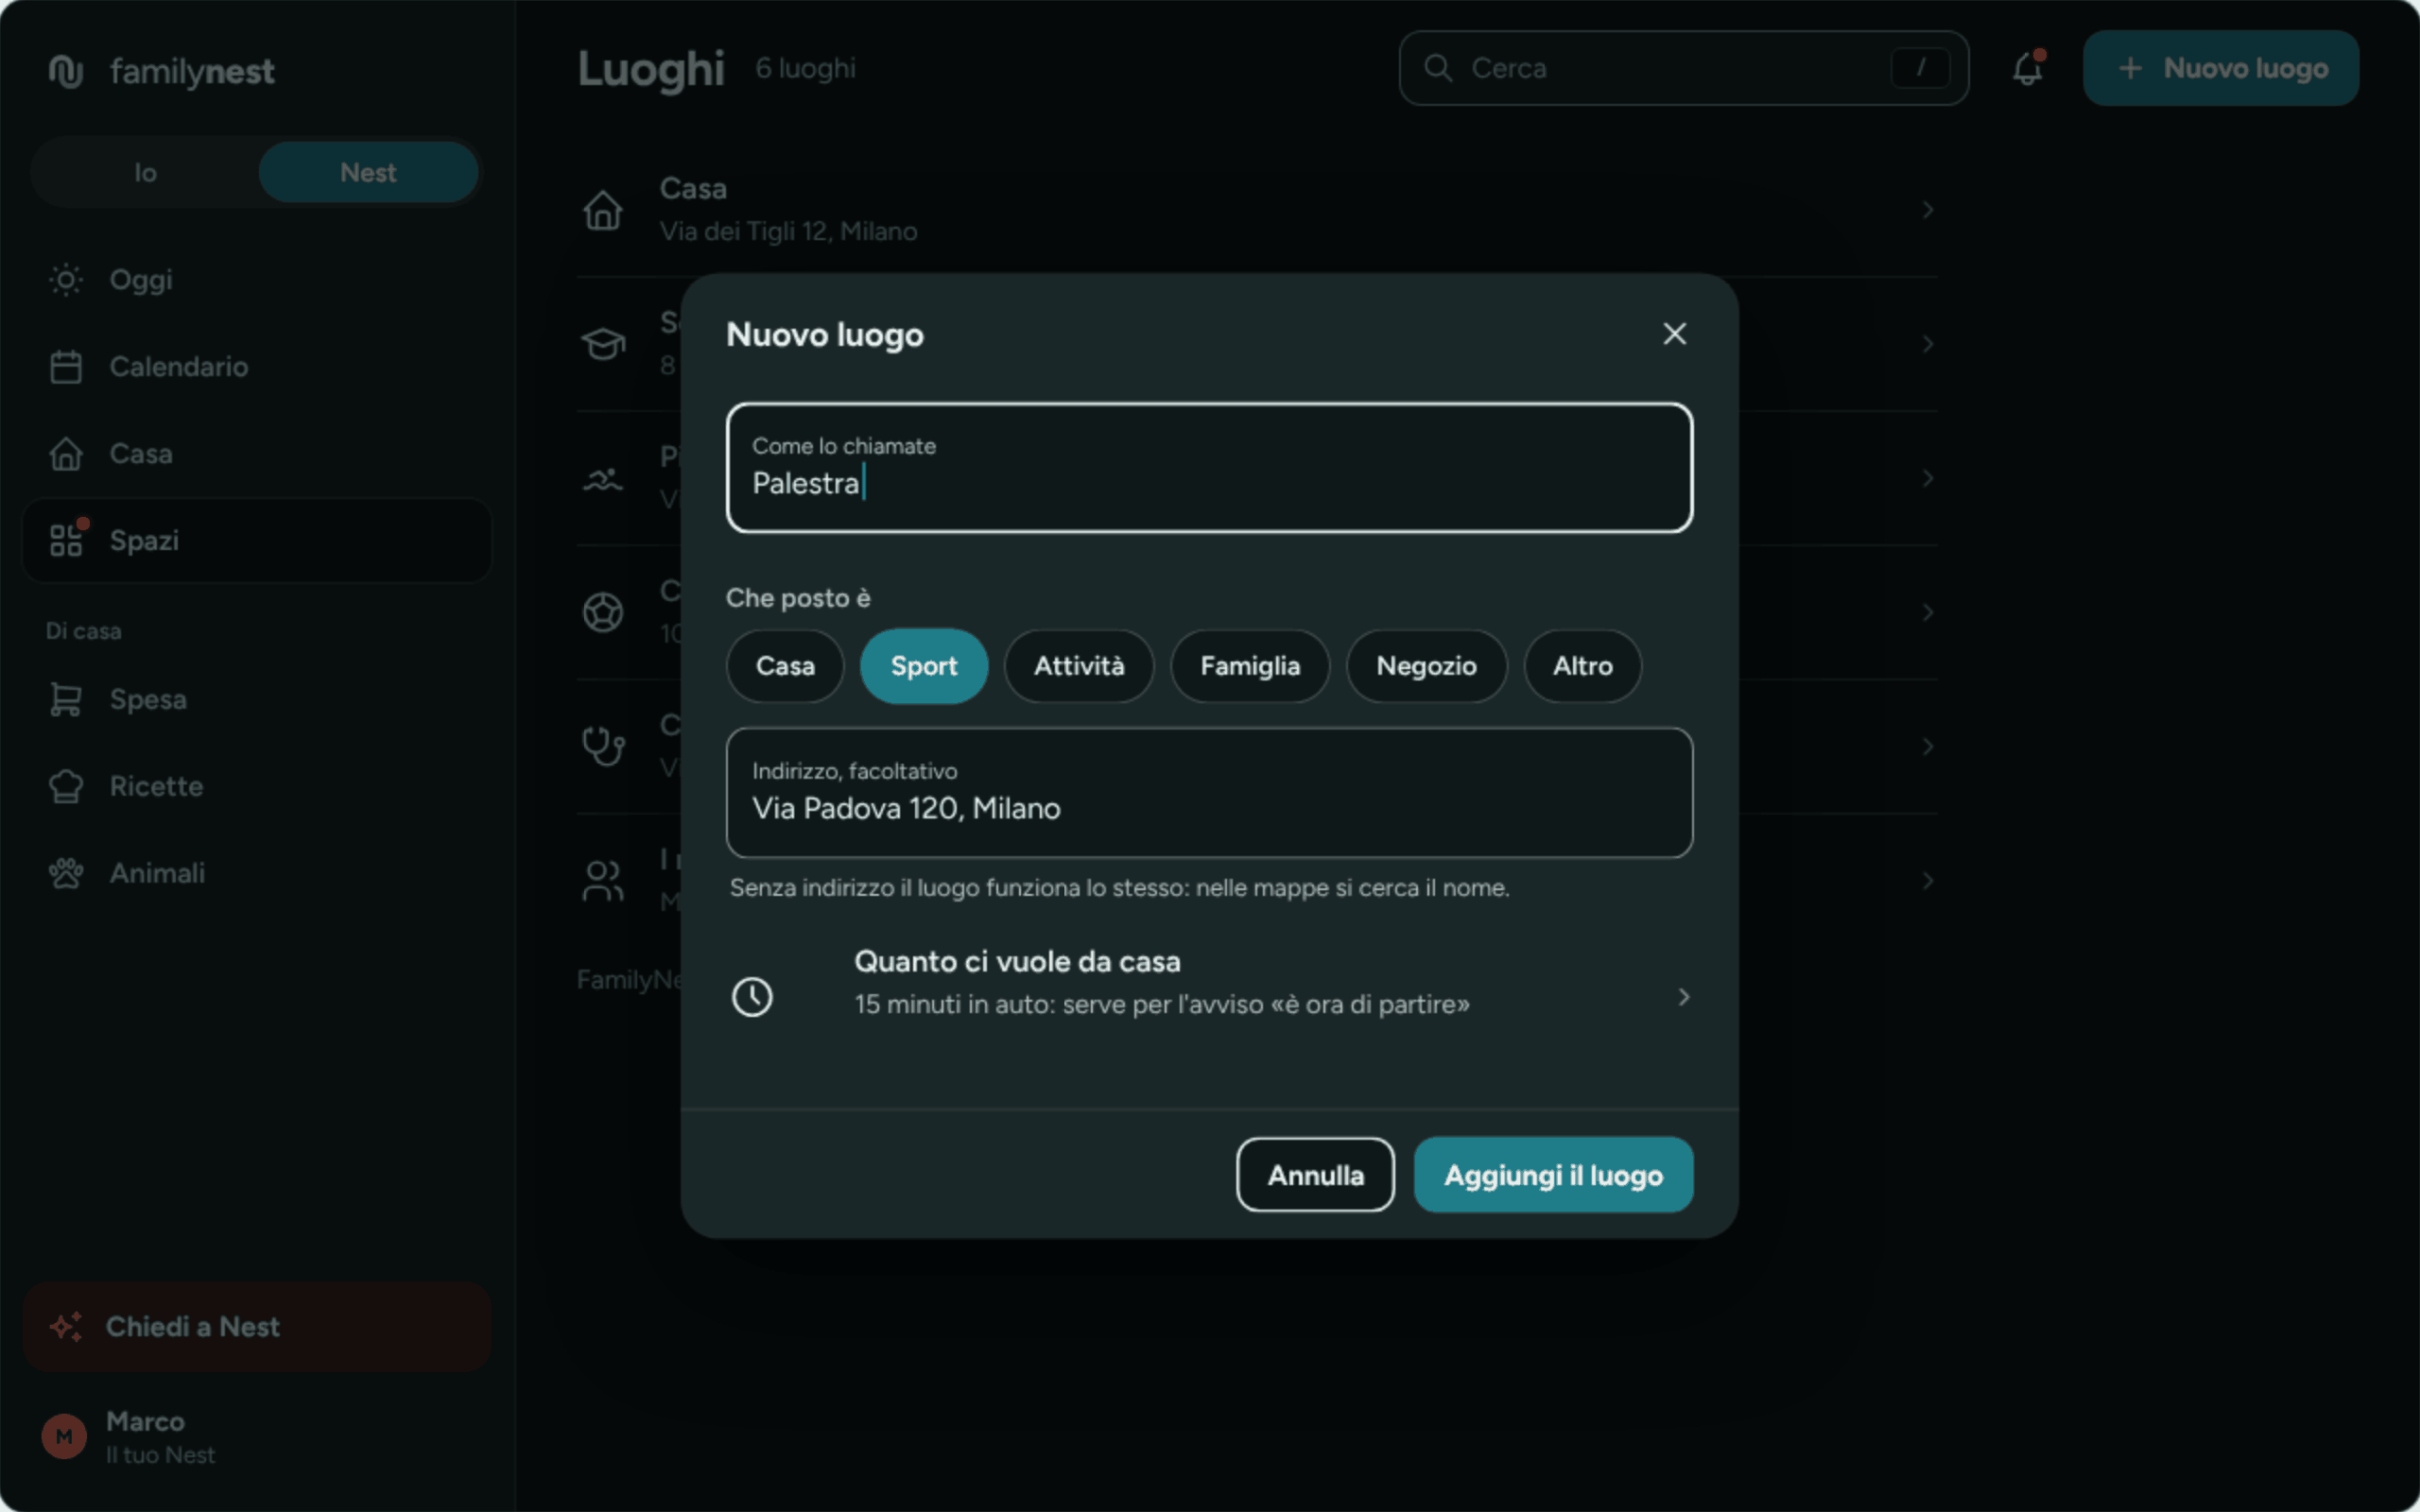 familynest
Io
Nest
Oggi
Calendario
Casa
Spazi
Di casa
Spesa
Ricette
Animali
Chiedi a Nest
M
Marco
Il tuo Nest
Luoghi
6 luoghi
Cerca
/
+ Nuovo luogo
Casa
Via dei Tigli 12, Milano
8
10
I
FamilyNe
Nuovo luogo
Come lo chiamate
Palestra
Che posto è
Casa
Sport
Attività
Famiglia
Negozio
Altro
Indirizzo, facoltativo
Via Padova 120, Milano
Senza indirizzo il luogo funziona lo stesso: nelle mappe si cerca il nome.
Quanto ci vuole da casa
15 minuti in auto: serve per l'avviso «è ora di partire»
Annulla
Aggiungi il luogo